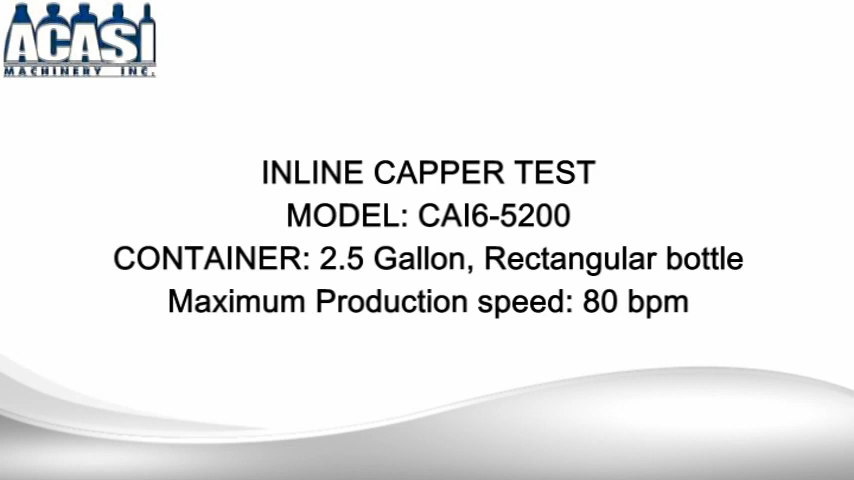 ACASI
MACHINERY INC.
INLINE CAPPER TEST
MODEL: CAI6-5200
CONTAINER: 2.5 Gallon, Rectangular bottle
Maximum Production speed: 80 bpm